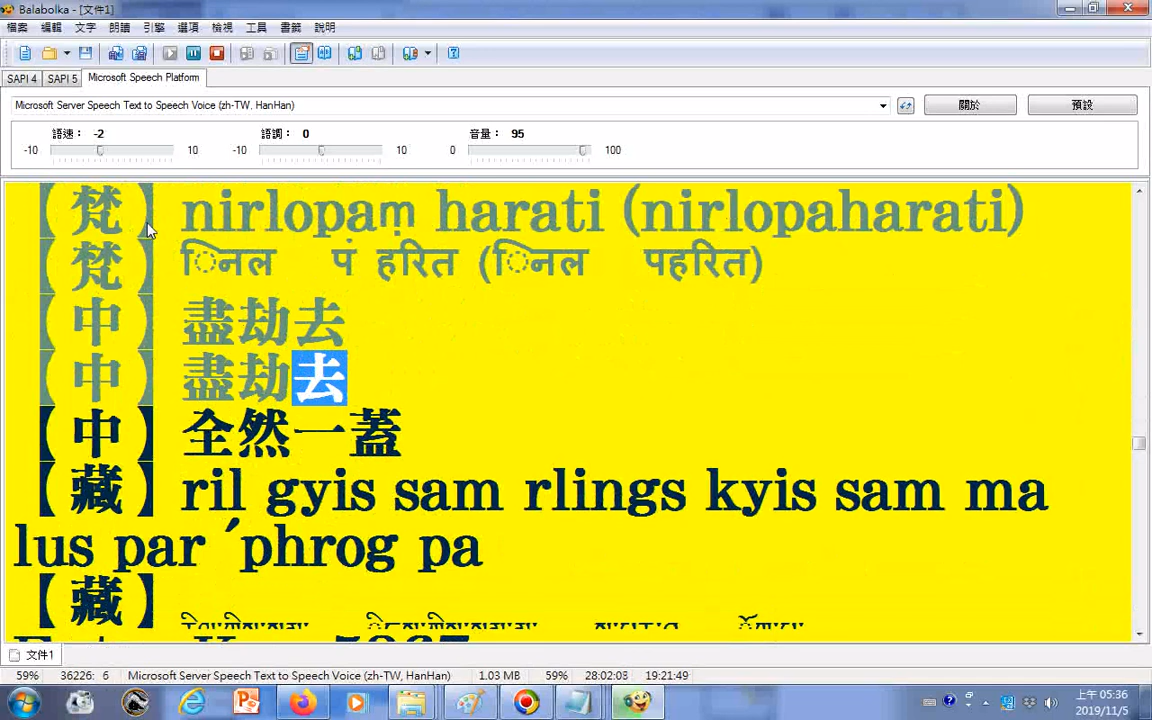 Balabolka - [文件1]
檔案 編輯 文字 朗讀 引擎 選項 檢視 工具 書籤 說明
SAPI 4 SAPI 5 Microsoft Speech Platform
Microsoft Server Speech Text to Speech Voice (zh-TW, HanHan) 關於 預設
語速： -2 語調： 0 音量： 95
-10 10 -10 10 0 100
【梵】 nirlopaṃ harati (nirlopaharati)
【梵】
【中】 盡劫去
【中】 盡劫去
【中】 全然一蓋
【藏】 ril gyis sam rlings kyis sam ma
lus par ´phrog pa
【藏】
文件1
59% 36226: 6 Microsoft Server Speech Text to Speech Voice (zh-TW, HanHan) 1.03 MB 59% 28:02:03 19:21:49
上午 05:36
2019/11/5